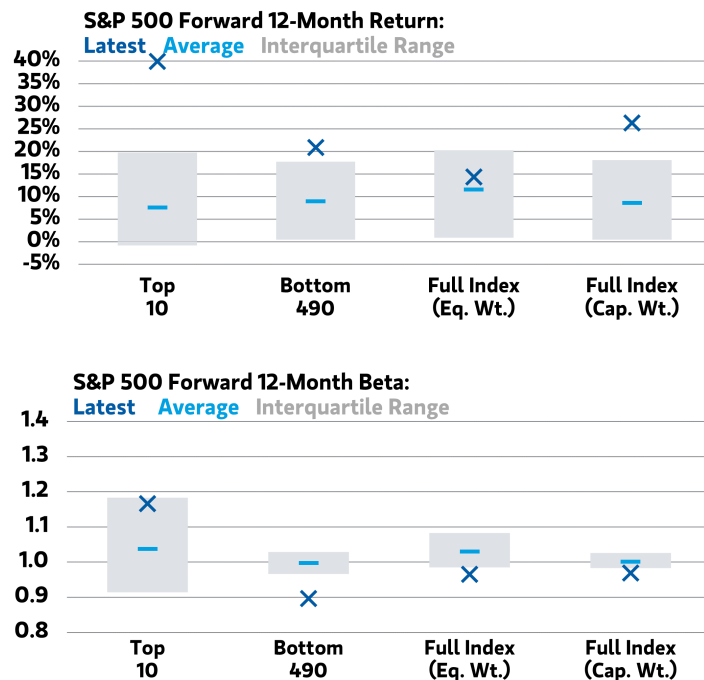 S&P 500 Forward 12-Month Return:
Latest Average Interquartile Range
40%
35%
30%
25%
20%
15%
10%
5%
0%
-5%
Top Bottom Full Index Full Index
10 490 (Eq. Wt.) (Cap. Wt.)
S&P 500 Forward 12-Month Beta:
Latest Average Interquartile Range
1.4
1.3
1.2
1.1
1.0
0.9
0.8
Top Bottom Full Index Full Index
10 490 (Eq. Wt.) (Cap. Wt.)